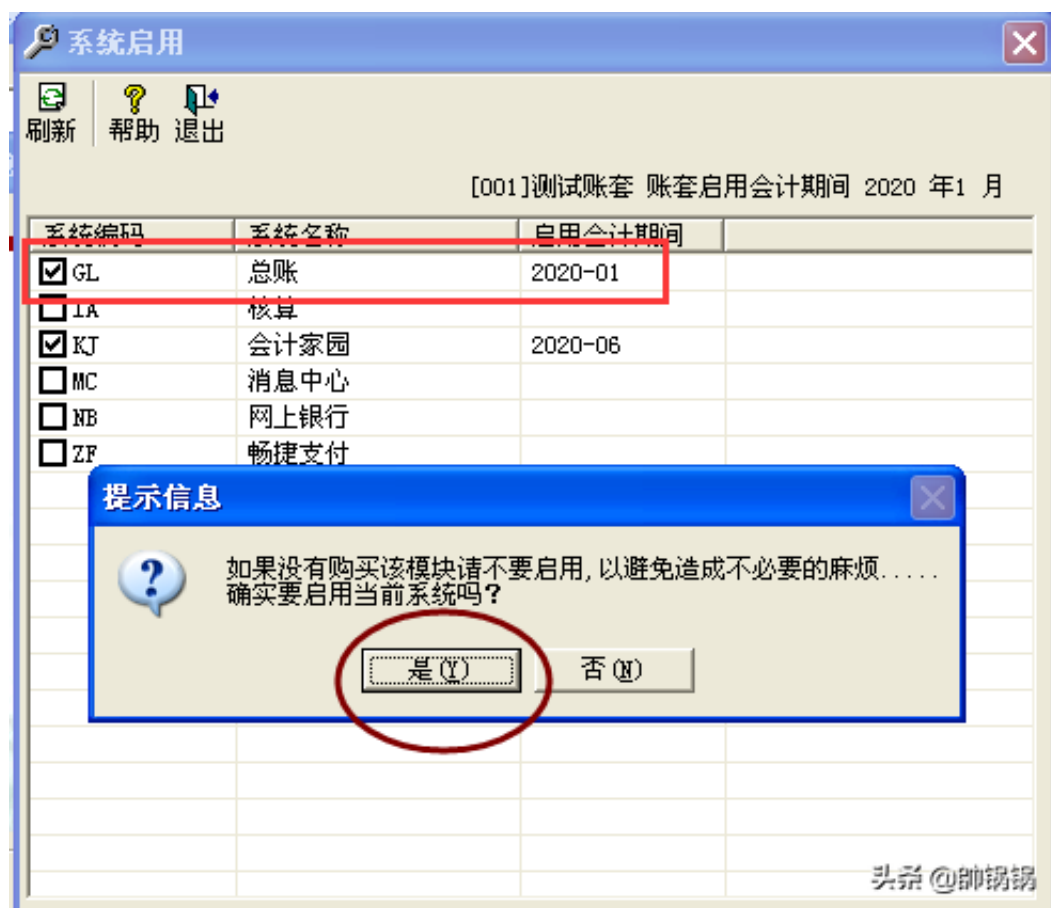 系统启用
刷新 帮助 退出
[001]测试账套 账套启用会计期间 2020 年1 月
系统编码 系统名称 启用会计期间
GL 总账 2020-01
IA 核算
KJ 会计家园 2020-06
MC 消息中心
NB 网上银行
ZF 畅捷支付
提示信息
如果没有购买该模块请不要启用,以避免造成不必要的麻烦.....
确实要启用当前系统吗?
是(Y) 否(N)
头条 @帥锅锅